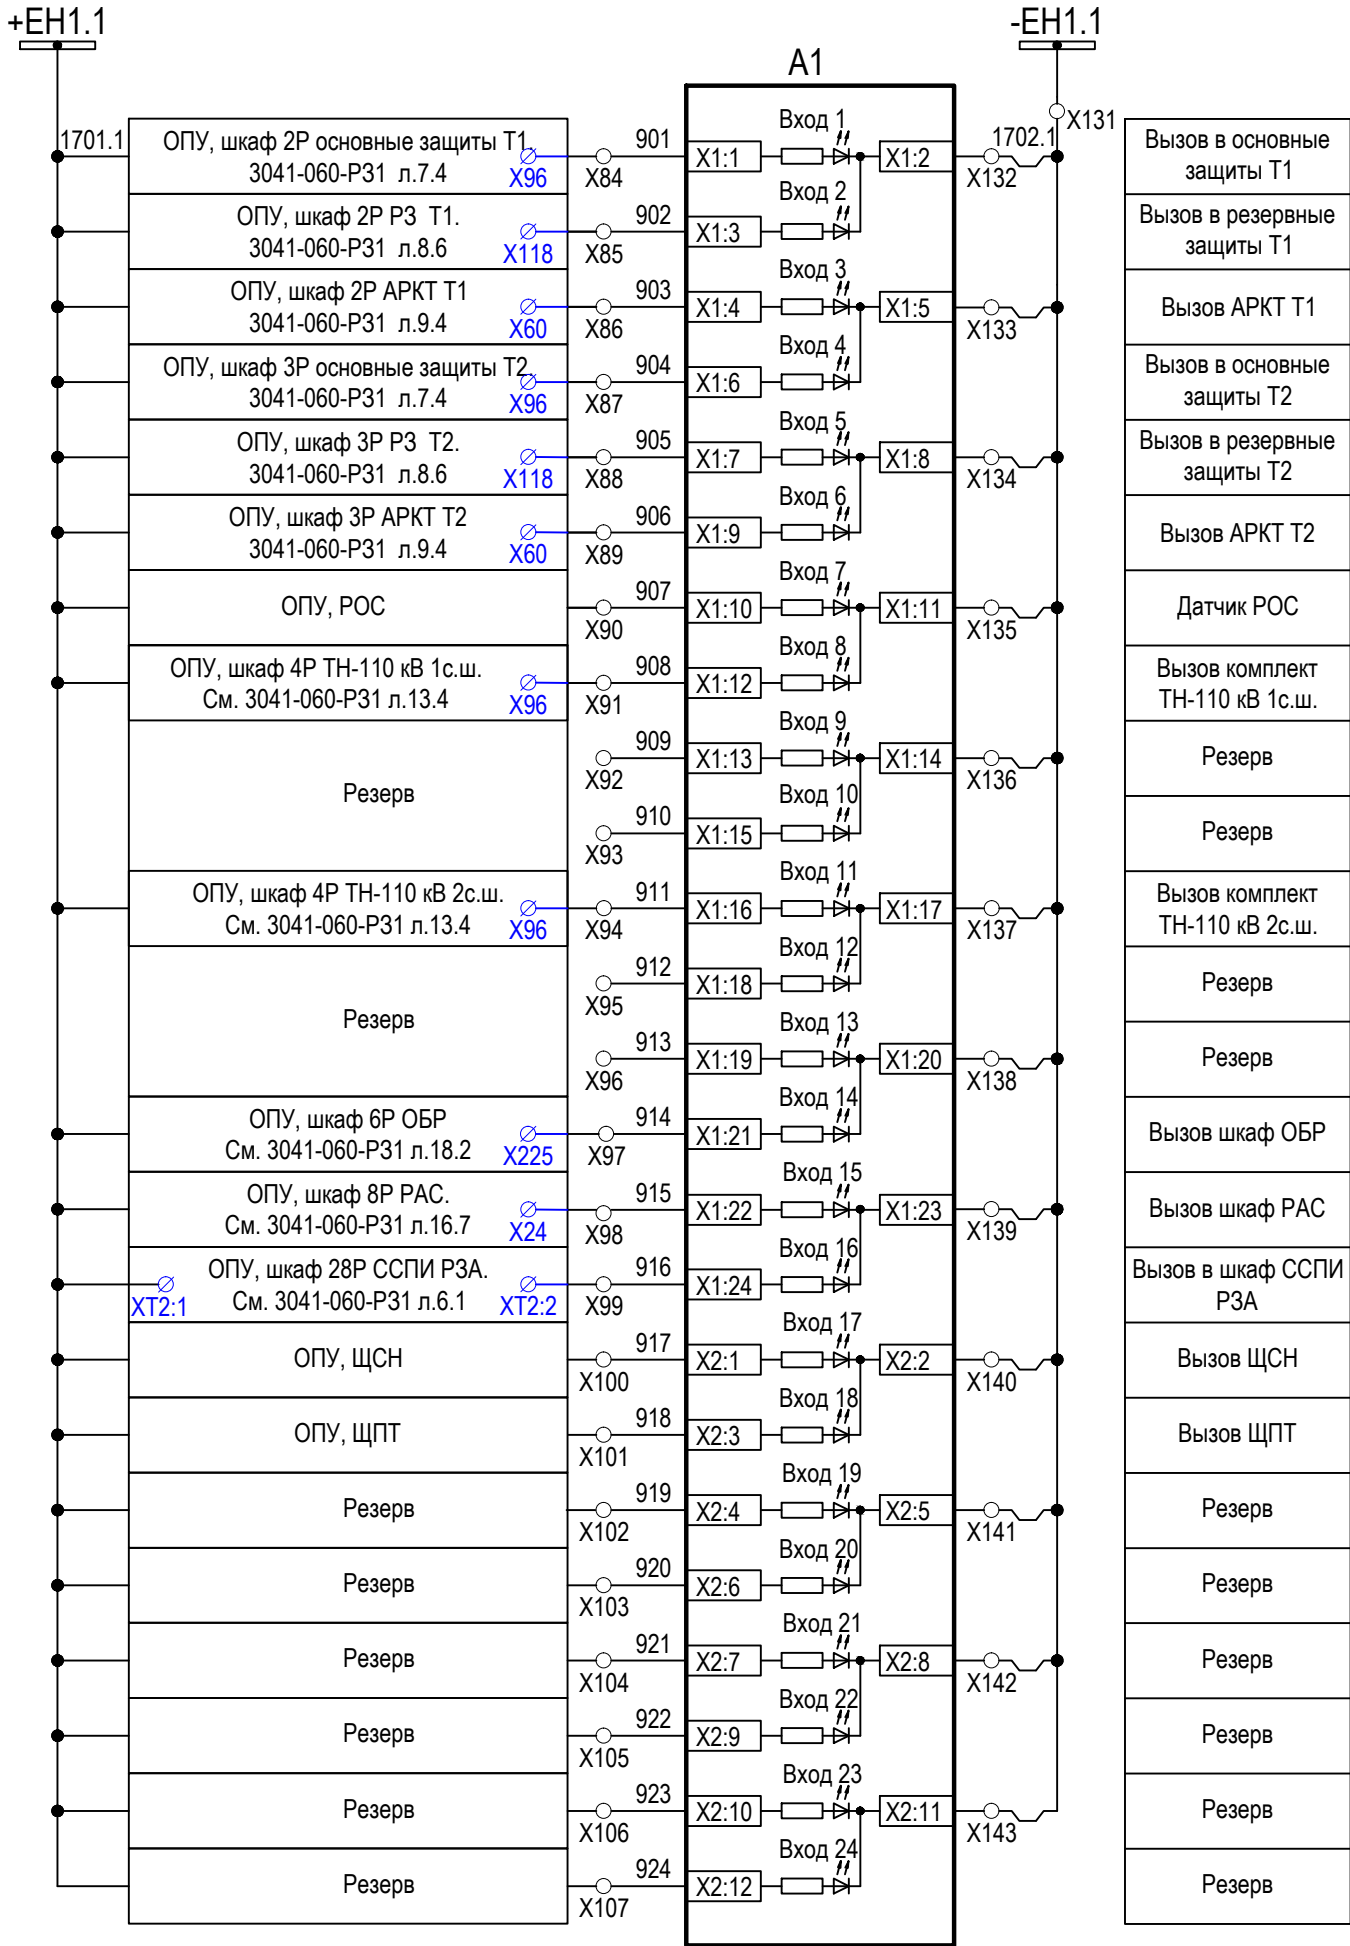 +EH1.1
-EH1.1
A1
X131
1701.1
ОПУ, шкаф 2Р основные защиты Т1.
3041-060-РЗ1 л.7.4
X96
X84
901
X1:1
Вход 1
X1:2
1702.1
X132
Вызов в основные
защиты Т1
ОПУ, шкаф 2Р РЗ Т1.
3041-060-РЗ1 л.8.6
X118
X85
902
X1:3
Вход 2
Вызов в резервные
защиты Т1
ОПУ, шкаф 2Р АРКТ Т1
3041-060-РЗ1 л.9.4
X60
X86
903
X1:4
Вход 3
X1:5
X133
Вызов АРКТ Т1
ОПУ, шкаф 3Р основные защиты Т2.
3041-060-РЗ1 л.7.4
X96
X87
904
X1:6
Вход 4
Вызов в основные
защиты Т2
ОПУ, шкаф 3Р РЗ Т2.
3041-060-РЗ1 л.8.6
X118
X88
905
X1:7
Вход 5
X1:8
X134
Вызов в резервные
защиты Т2
ОПУ, шкаф 3Р АРКТ Т2
3041-060-РЗ1 л.9.4
X60
X89
906
X1:9
Вход 6
Вызов АРКТ Т2
ОПУ, РОС
X90
907
X1:10
Вход 7
X1:11
X135
Датчик РОС
ОПУ, шкаф 4Р ТН-110 кВ 1с.ш.
См. 3041-060-РЗ1 л.13.4
X96
X91
908
X1:12
Вход 8
Вызов комплект
ТН-110 кВ 1с.ш.
Резерв
X92
909
X1:13
Вход 9
X1:14
X136
Резерв
X93
910
X1:15
Вход 10
Резерв
ОПУ, шкаф 4Р ТН-110 кВ 2с.ш.
См. 3041-060-РЗ1 л.13.4
X96
X94
911
X1:16
Вход 11
X1:17
X137
Вызов комплект
ТН-110 кВ 2с.ш.
Резерв
X95
912
X1:18
Вход 12
Резерв
X96
913
X1:19
Вход 13
X1:20
X138
Резерв
ОПУ, шкаф 6Р ОБР
См. 3041-060-РЗ1 л.18.2
X225
X97
914
X1:21
Вход 14
Вызов шкаф ОБР
ОПУ, шкаф 8Р РАС.
См. 3041-060-РЗ1 л.16.7
X24
X98
915
X1:22
Вход 15
X1:23
X139
Вызов шкаф РАС
XT2:1
ОПУ, шкаф 28Р ССПИ РЗА.
См. 3041-060-РЗ1 л.6.1
XT2:2
X99
916
X1:24
Вход 16
Вызов в шкаф ССПИ
РЗА
ОПУ, ЩСН
X100
917
X2:1
Вход 17
X2:2
X140
Вызов ЩСН
ОПУ, ЩПТ
X101
918
X2:3
Вход 18
Вызов ЩПТ
Резерв
X102
919
X2:4
Вход 19
X2:5
X141
Резерв
Резерв
X103
920
X2:6
Вход 20
Резерв
Резерв
X104
921
X2:7
Вход 21
X2:8
X142
Резерв
Резерв
X105
922
X2:9
Вход 22
Резерв
Резерв
X106
923
X2:10
Вход 23
X2:11
X143
Резерв
Резерв
X107
924
X2:12
Вход 24
Резерв